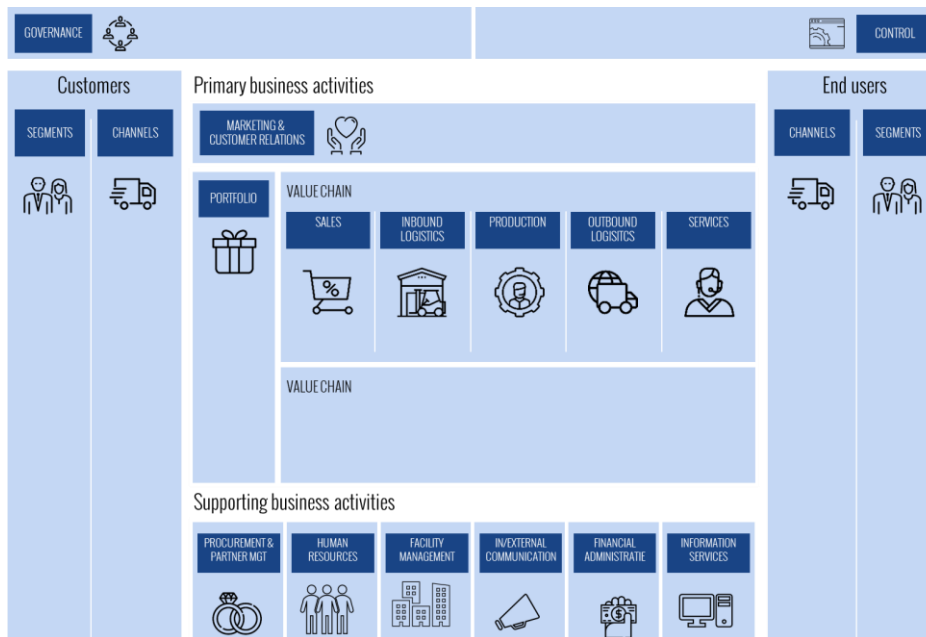 GOVERNANCE
CONTROL
Customers
SEGMENTS
CHANNELS
Primary business activities
MARKETING &
CUSTOMER RELATIONS
PORTFOLIO
VALUE CHAIN
SALES
INBOUND
LOGISTICS
PRODUCTION
OUTBOUND
LOGISITCS
SERVICES
VALUE CHAIN
End users
CHANNELS
SEGMENTS
Supporting business activities
PROCUREMENT &
PARTNER MGT
HUMAN
RESOURCES
FACILITY
MANAGEMENT
IN/EXTERNAL
COMMUNICATION
FINANCIAL
ADMINISTRATIE
INFORMATION
SERVICES